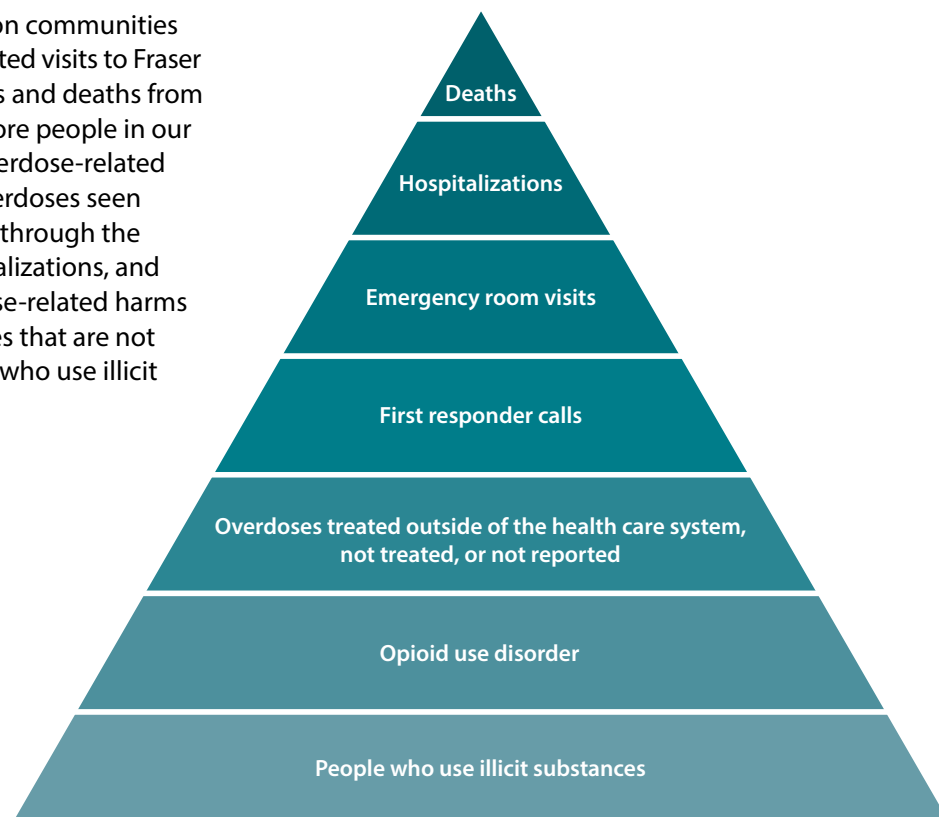 on communities
ted visits to Fraser
s and deaths from
ore people in our
erdose-related
erdoses seen
through the
alizations, and
se-related harms
es that are not
who use illicit
Deaths
Hospitalizations
Emergency room visits
First responder calls
Overdoses treated outside of the health care system,
not treated, or not reported
Opioid use disorder
People who use illicit substances